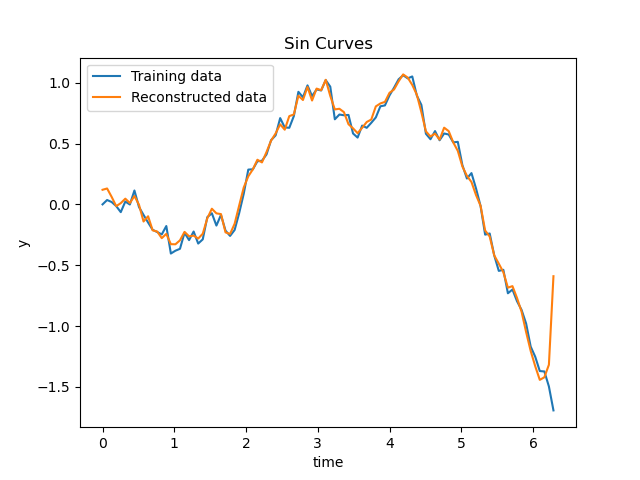 Sin Curves
Training data
Reconstructed data
1.0
0.5
0.0
−0.5
−1.0
−1.5
y
0 1 2 3 4 5 6
time